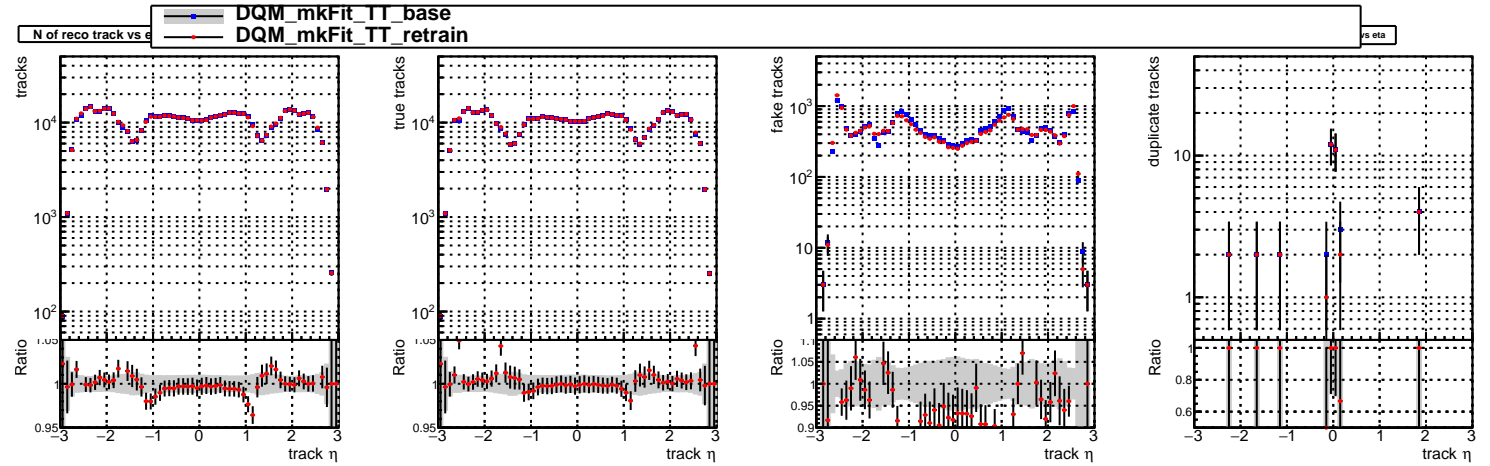 DQM_mkFit_TT_base
DQM_mkFit_TT_retrain
N of reco track vs e
vs eta
tracks
10^4
10^3
10^2
Ratio
1.05
1
0.95
−3 −2 −1 0 1 2 3
track η
true tracks
10^4
10^3
10^2
Ratio
1.05
1
0.95
−3 −2 −1 0 1 2 3
track η
fake tracks
10^3
10^2
10
1
Ratio
1.1
1.05
1
0.95
0.9
−3 −2 −1 0 1 2 3
track η
duplicate tracks
10
1
Ratio
1
0.8
0.6
−3 −2 −1 0 1 2 3
track η